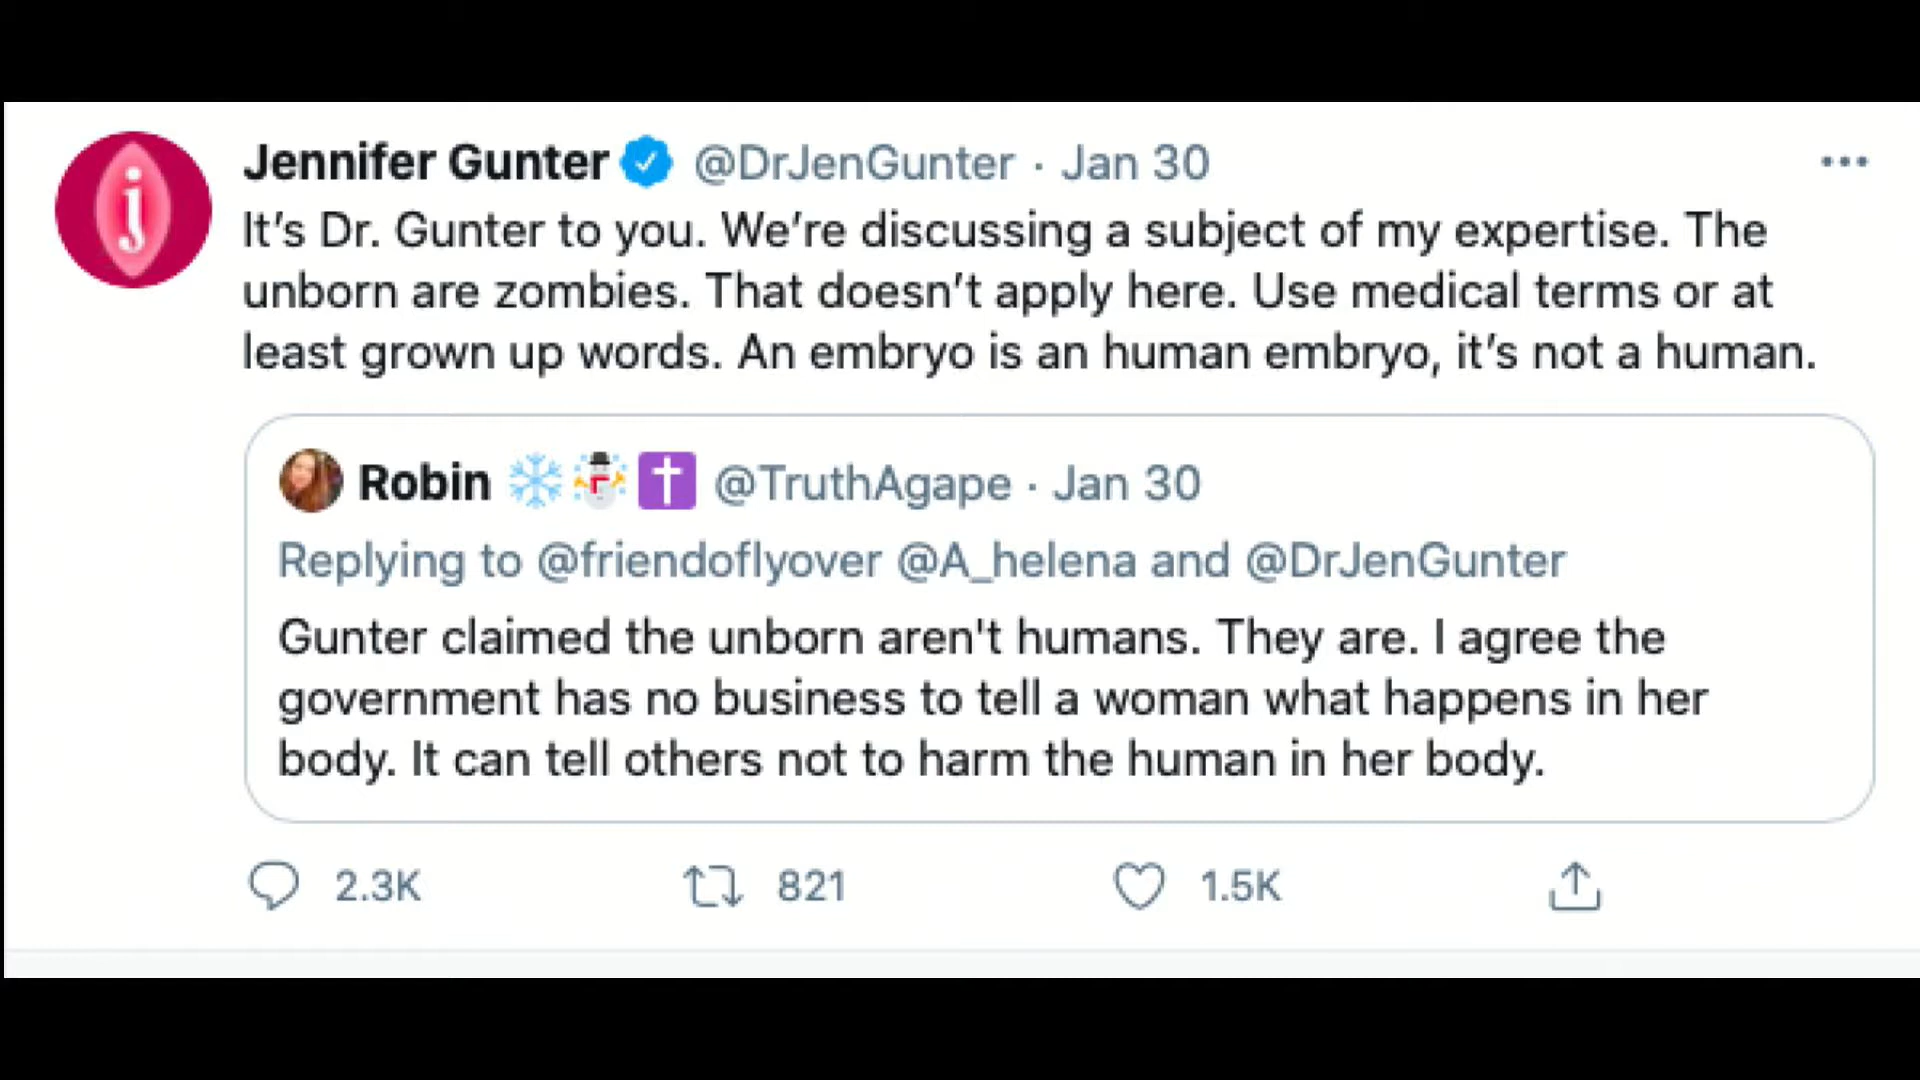 Jennifer Gunter @DrJenGunter · Jan 30
It’s Dr. Gunter to you. We’re discussing a subject of my expertise. The
unborn are zombies. That doesn’t apply here. Use medical terms or at
least grown up words. An embryo is an human embryo, it’s not a human.
Robin ❄️☃️✝️ @TruthAgape · Jan 30
Replying to @friendoflyover @A_helena and @DrJenGunter
Gunter claimed the unborn aren't humans. They are. I agree the
government has no business to tell a woman what happens in her
body. It can tell others not to harm the human in her body.
2.3K 821 1.5K
j